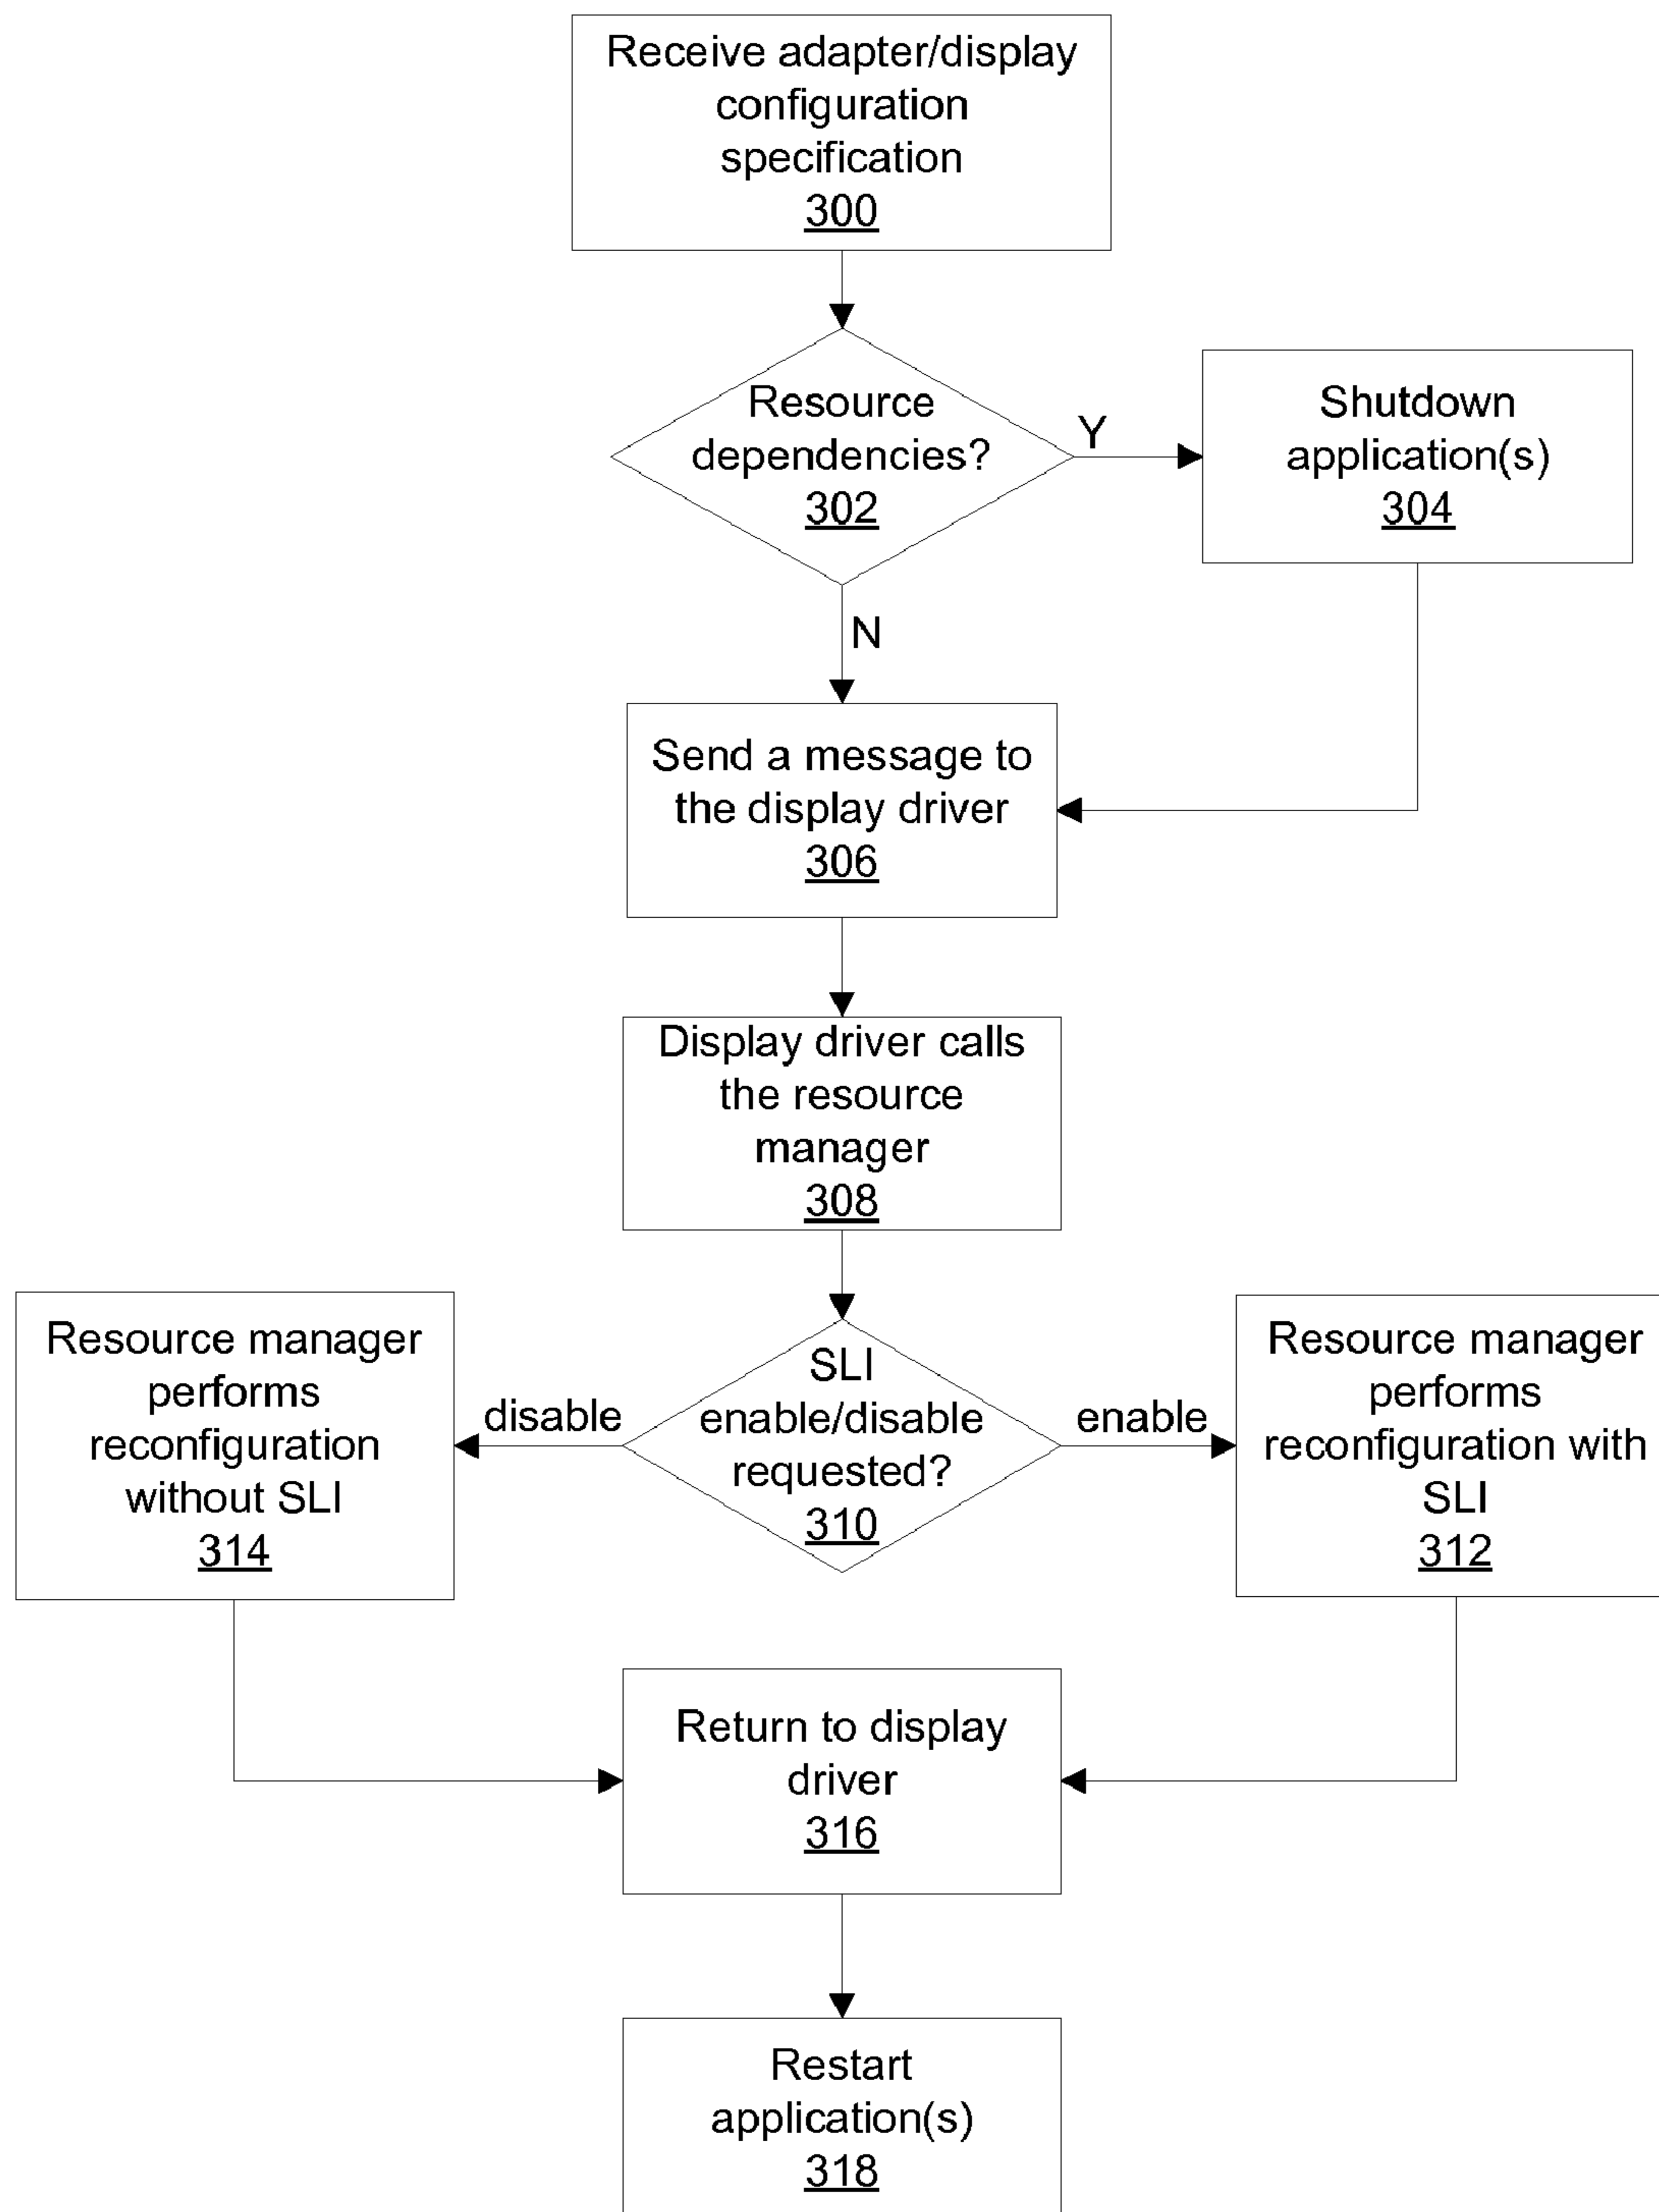 Receive adapter/display
configuration
specification
300
Resource
dependencies?
302
Y
Shutdown
application(s)
304
N
Send a message to
the display driver
306
Display driver calls
the resource
manager
308
Resource manager
performs
reconfiguration
without SLI
314
disable
SLI
enable/disable
requested?
310
enable
Resource manager
performs
reconfiguration with
SLI
312
Return to display
driver
316
Restart
application(s)
318